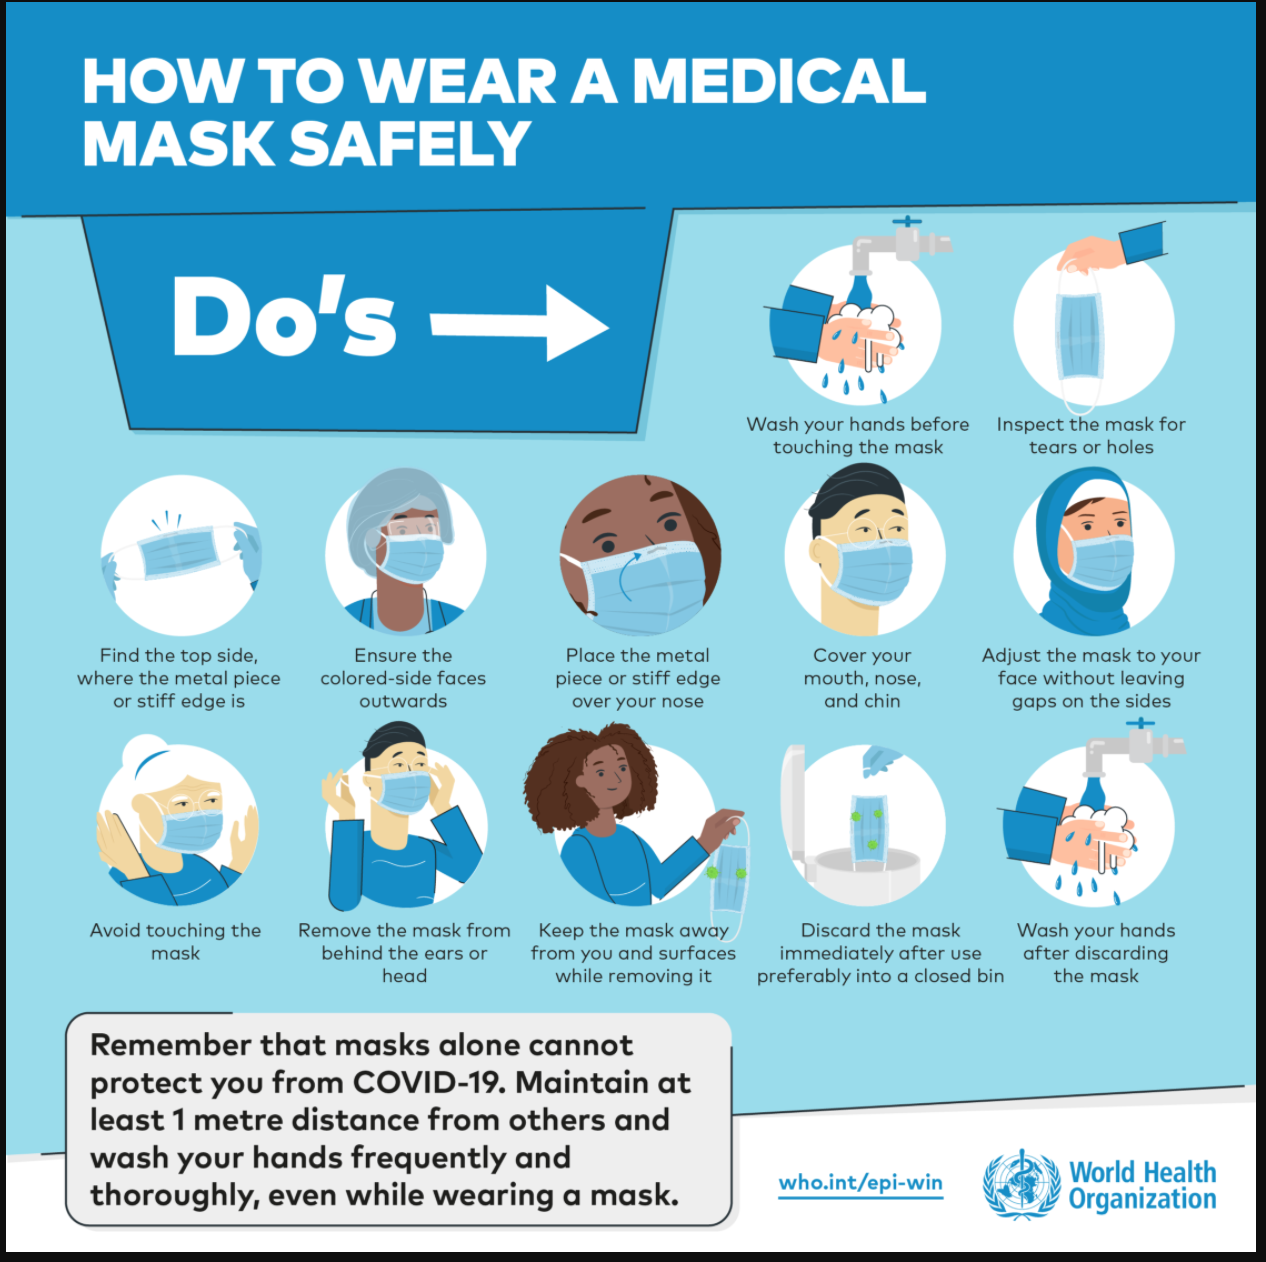 HOW TO WEAR A MEDICAL
MASK SAFELY
Do's
Wash your hands before
touching the mask
Inspect the mask for
tears or holes
Find the top side,
where the metal piece
or stiff edge is
Ensure the
colored-side faces
outwards
Place the metal
piece or stiff edge
over your nose
Cover your
mouth, nose,
and chin
Adjust the mask to your
face without leaving
gaps on the sides
Avoid touching the
mask
Remove the mask from
behind the ears or
head
Keep the mask away
from you and surfaces
while removing it
Discard the mask
immediately after use
preferably into a closed bin
Wash your hands
after discarding
the mask
Remember that masks alone cannot
protect you from COVID-19. Maintain at
least 1 metre distance from others and
wash your hands frequently and
thoroughly, even while wearing a mask.
who.int/epi-win
World Health
Organization